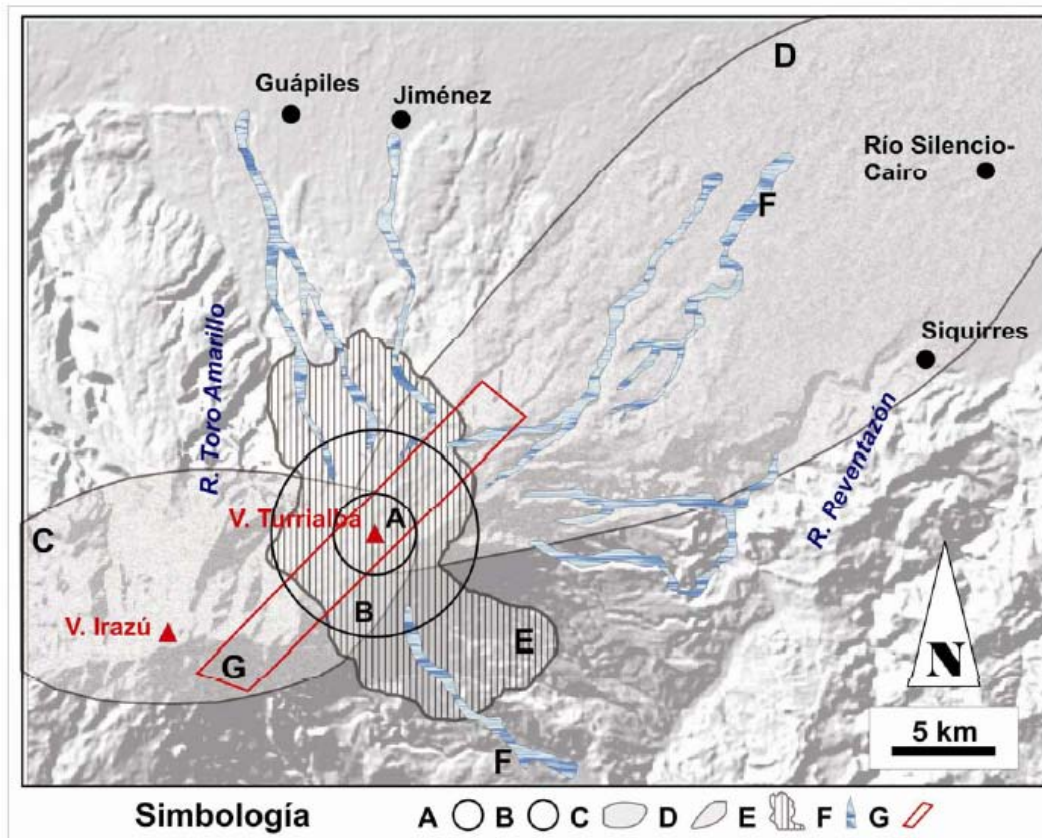 D
Guápiles
Jiménez
Río Silencio-
Cairo
F
R. Toro Amarillo
Siquirres
R. Reventazón
C
V. Turrialba
A
V. Irazú
B
E
G
F
N
5 km
Simbología A B C D E F G